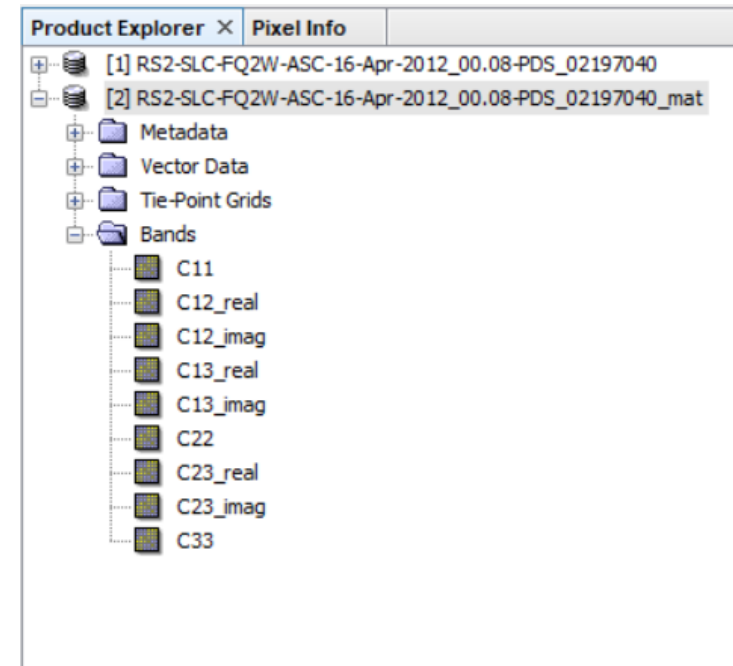 Product Explorer × Pixel Info
[1] RS2-SLC-FQ2W-ASC-16-Apr-2012_00.08-PDS_02197040
[2] RS2-SLC-FQ2W-ASC-16-Apr-2012_00.08-PDS_02197040_mat
Metadata
Vector Data
Tie-Point Grids
Bands
C11
C12_real
C12_imag
C13_real
C13_imag
C22
C23_real
C23_imag
C33